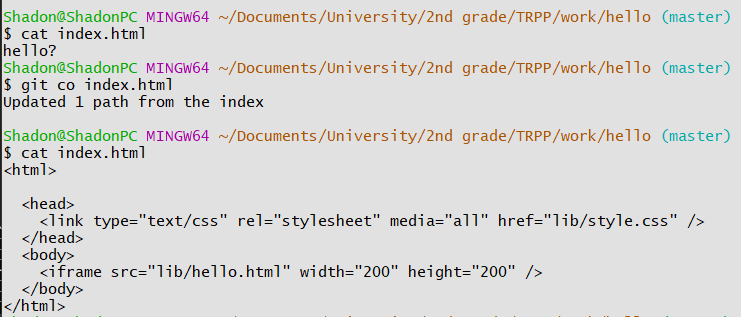 Shadon@ShadonPC MINGW64 ~/Documents/University/2nd grade/TRPP/work/hello (master)
$ cat index.html
hello?
Shadon@ShadonPC MINGW64 ~/Documents/University/2nd grade/TRPP/work/hello (master)
$ git co index.html
Updated 1 path from the index

Shadon@ShadonPC MINGW64 ~/Documents/University/2nd grade/TRPP/work/hello (master)
$ cat index.html
<html>

  <head>
    <link type="text/css" rel="stylesheet" media="all" href="lib/style.css" />
  </head>
  <body>
    <iframe src="lib/hello.html" width="200" height="200" />
  </body>
</html>